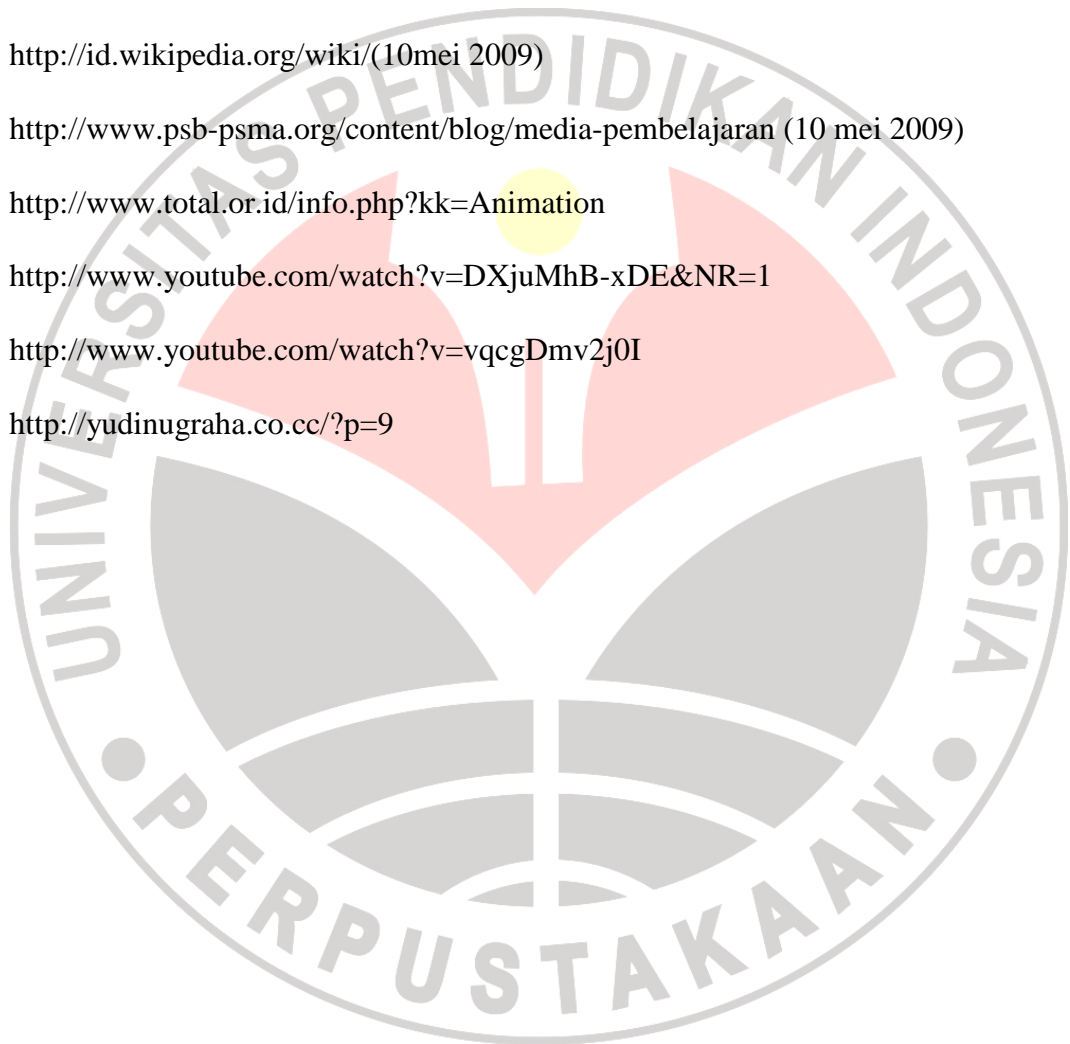 http://id.wikipedia.org/wiki/(10mei 2009)
http://www.psb-psma.org/content/blog/media-pembelajaran (10 mei 2009)
http://www.total.or.id/info.php?kk=Animation
http://www.youtube.com/watch?v=DXjuMhB-xDE&NR=1
http://www.youtube.com/watch?v=vqcgDmv2j0I
http://yudinugraha.co.cc/?p=9
UNIVERSITAS PENDIDIKAN INDONESIA
PERPUSTAKAAN